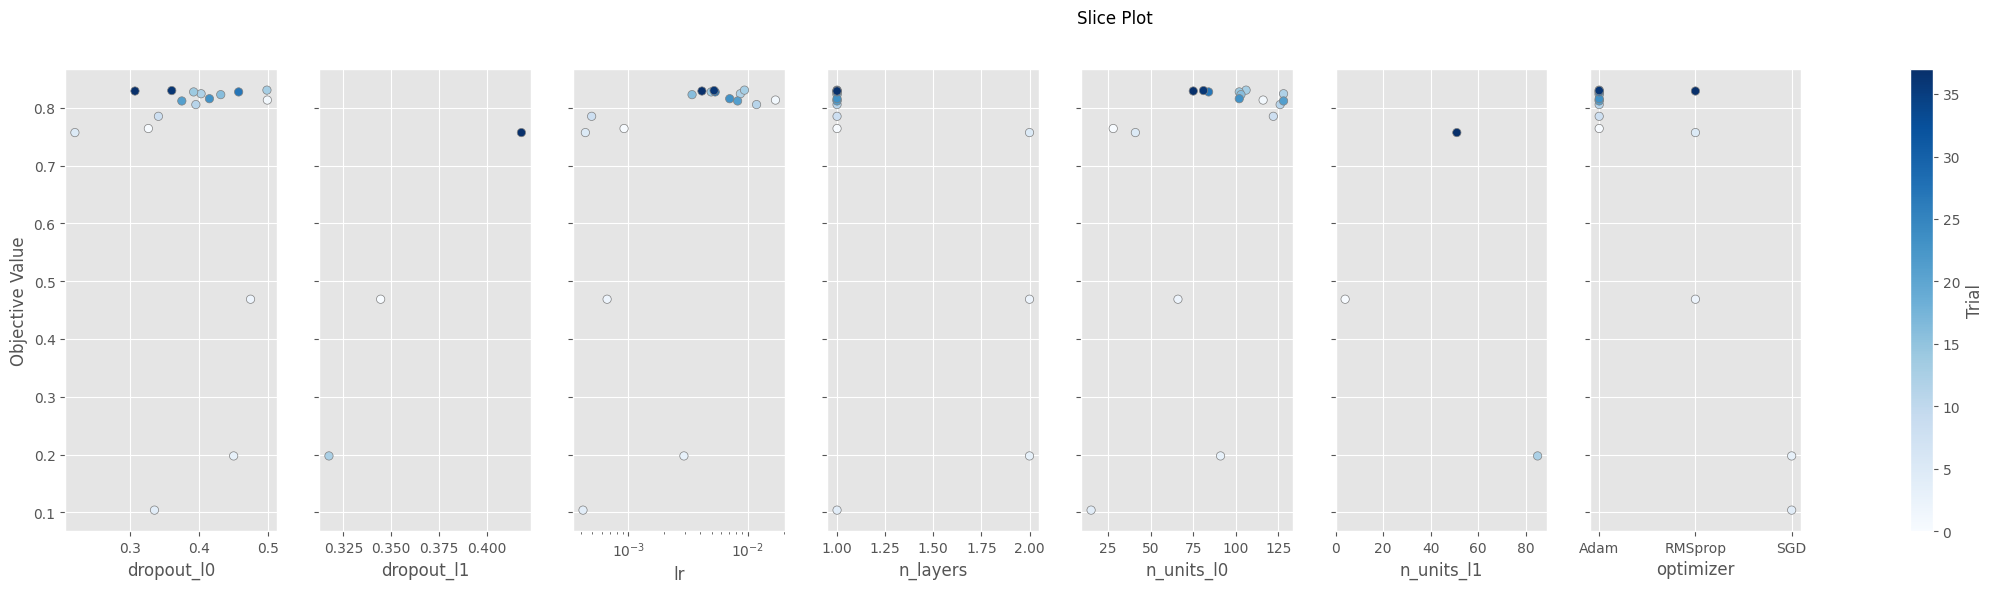 Slice Plot
Objective Value
0.8
0.7
0.6
0.5
0.4
0.3
0.2
0.1
0.3 0.4 0.5
dropout_l0
0.325 0.350 0.375 0.400
dropout_l1
10⁻³ 10⁻²
lr
1.00 1.25 1.50 1.75 2.00
n_layers
25 50 75 100 125
n_units_l0
0 20 40 60 80
n_units_l1
Adam RMSprop SGD
optimizer
35
30
25
20
15
10
5
0
Trial